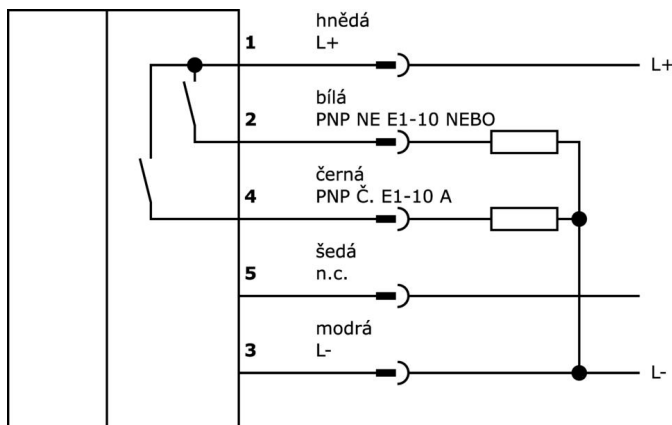 hnědá
1 L+
L+
bílá
2 PNP NE E1-10 NEBO
černá
4 PNP Č. E1-10 A
šedá
5 n.c.
modrá
3 L-
L-